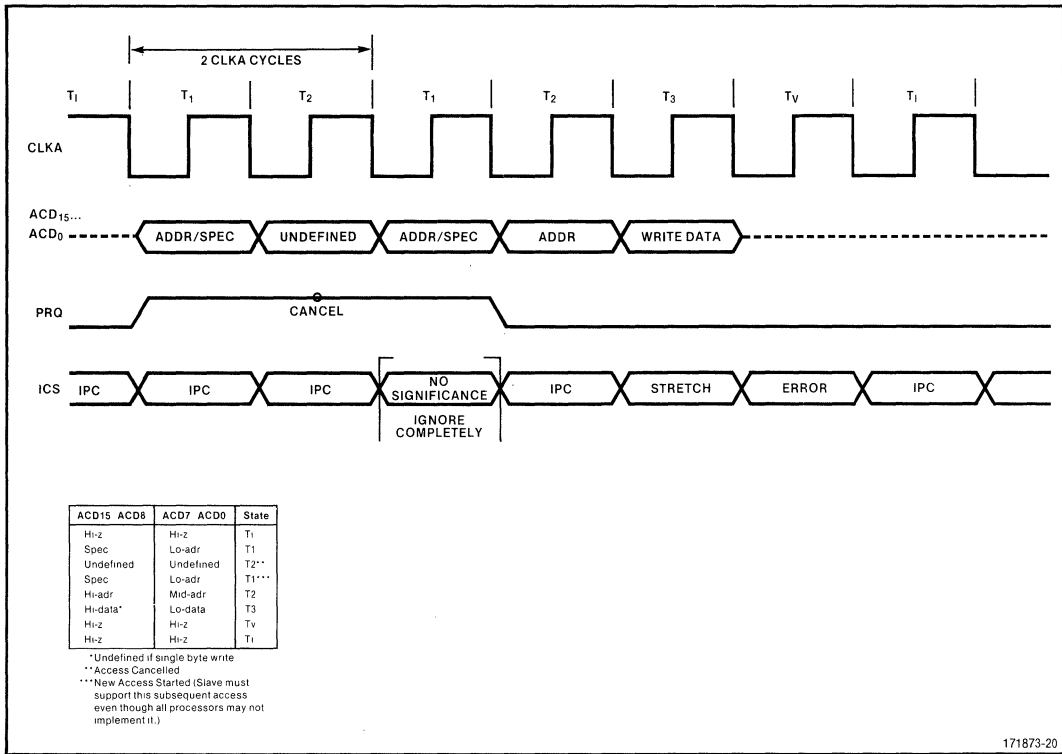 2 CLKA CYCLES
TI T1 T2 T1 T2 T3 TV TI
CLKA
ACD15...
ACD0 ADDR/SPEC UNDEFINED ADDR/SPEC ADDR WRITE DATA
PRQ CANCEL
ICS IPC IPC IPC NO SIGNIFICANCE IPC STRETCH ERROR IPC
IGNORE
COMPLETELY
ACD15 ACD8 ACD7 ACD0 State
Hi-z Hi-z Ti
Spec Lo-adr T1
Undefined Undefined T2**
Spec Lo-adr T1***
Hi-adr Mid-adr T2
Hi-data* Lo-data T3
Hi-z Hi-z Tv
Hi-z Hi-z Ti
*Undefined if single byte write
**Access Cancelled
***New Access Started (Slave must
support this subsequent access
even though all processors may not
implement it.)
171873-20